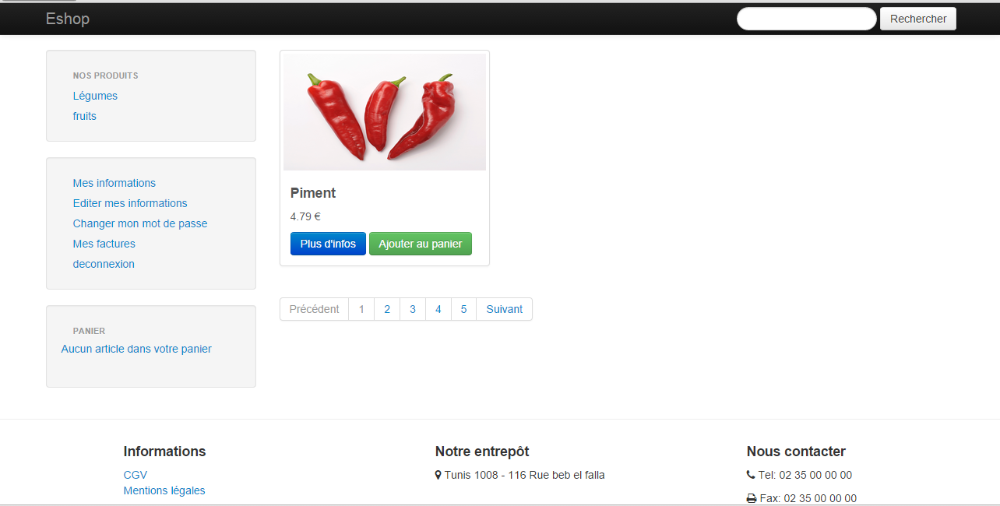 Eshop
Rechercher
NOS PRODUITS
Légumes
fruits
Mes informations
Editer mes informations
Changer mon mot de passe
Mes factures
deconnexion
PANIER
Aucun article dans votre panier
Piment
4.79 €
Plus d'infos Ajouter au panier
Précédent 1 2 3 4 5 Suivant
Informations
CGV
Mentions légales
Notre entrepôt
Tunis 1008 - 116 Rue beb el falla
Nous contacter
Tel: 02 35 00 00 00
Fax: 02 35 00 00 00